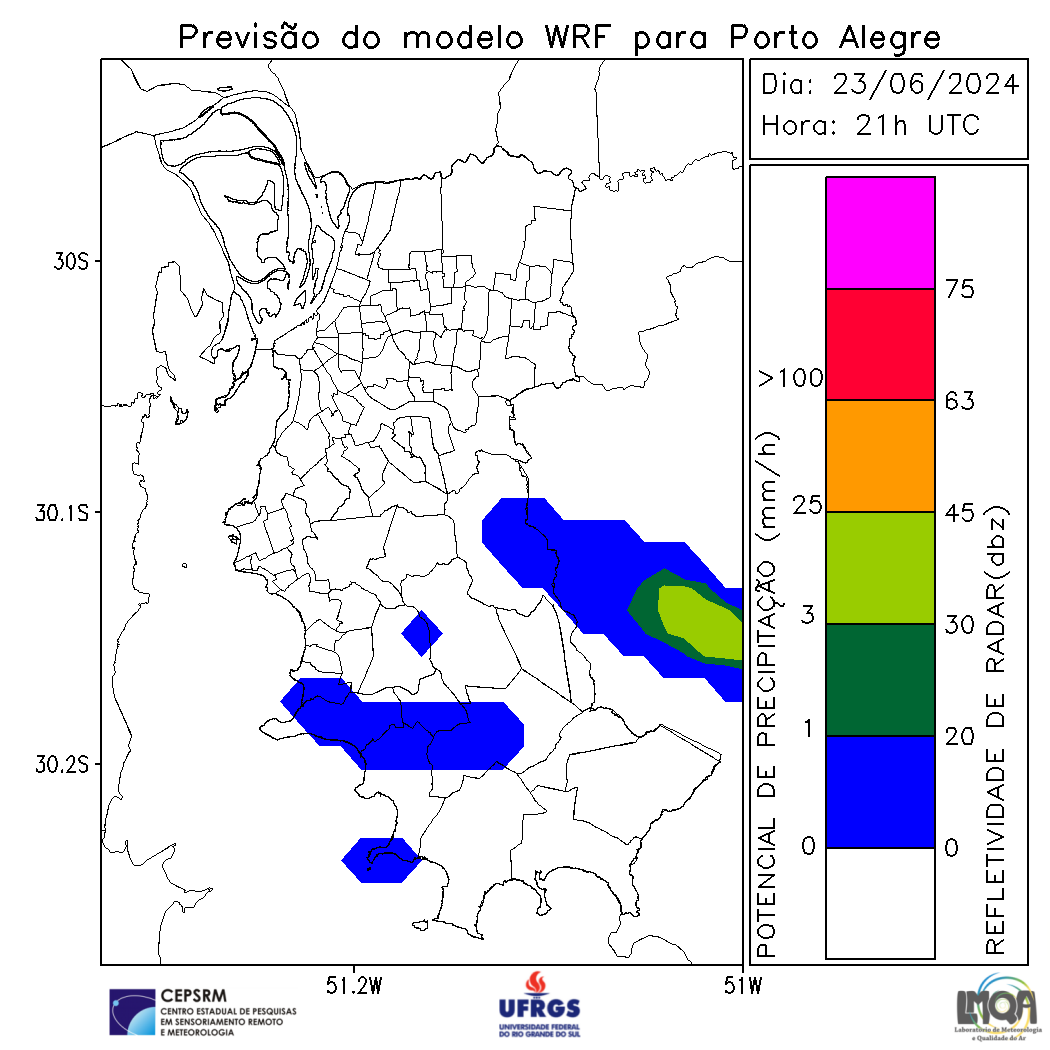 Previsão do modelo WRF para Porto Alegre
Dia: 23/06/2024
Hora: 21h UTC
30S
30.1S
30.2S
51.2W
51W
POTENCIAL DE PRECIPITAÇÃO (mm/h)
>100
25
3
1
0
75
63
45
30
20
0
REFLETIVIDADE DE RADAR(dbz)
CEPSRM
CENTRO ESTADUAL DE PESQUISAS
EM SENSORIAMENTO REMOTO
E METEOROLOGIA
UFRGS
UNIVERSIDADE FEDERAL
DO RIO GRANDE DO SUL
LMQA
Laboratório de Meteorologia
e Qualidade do Ar